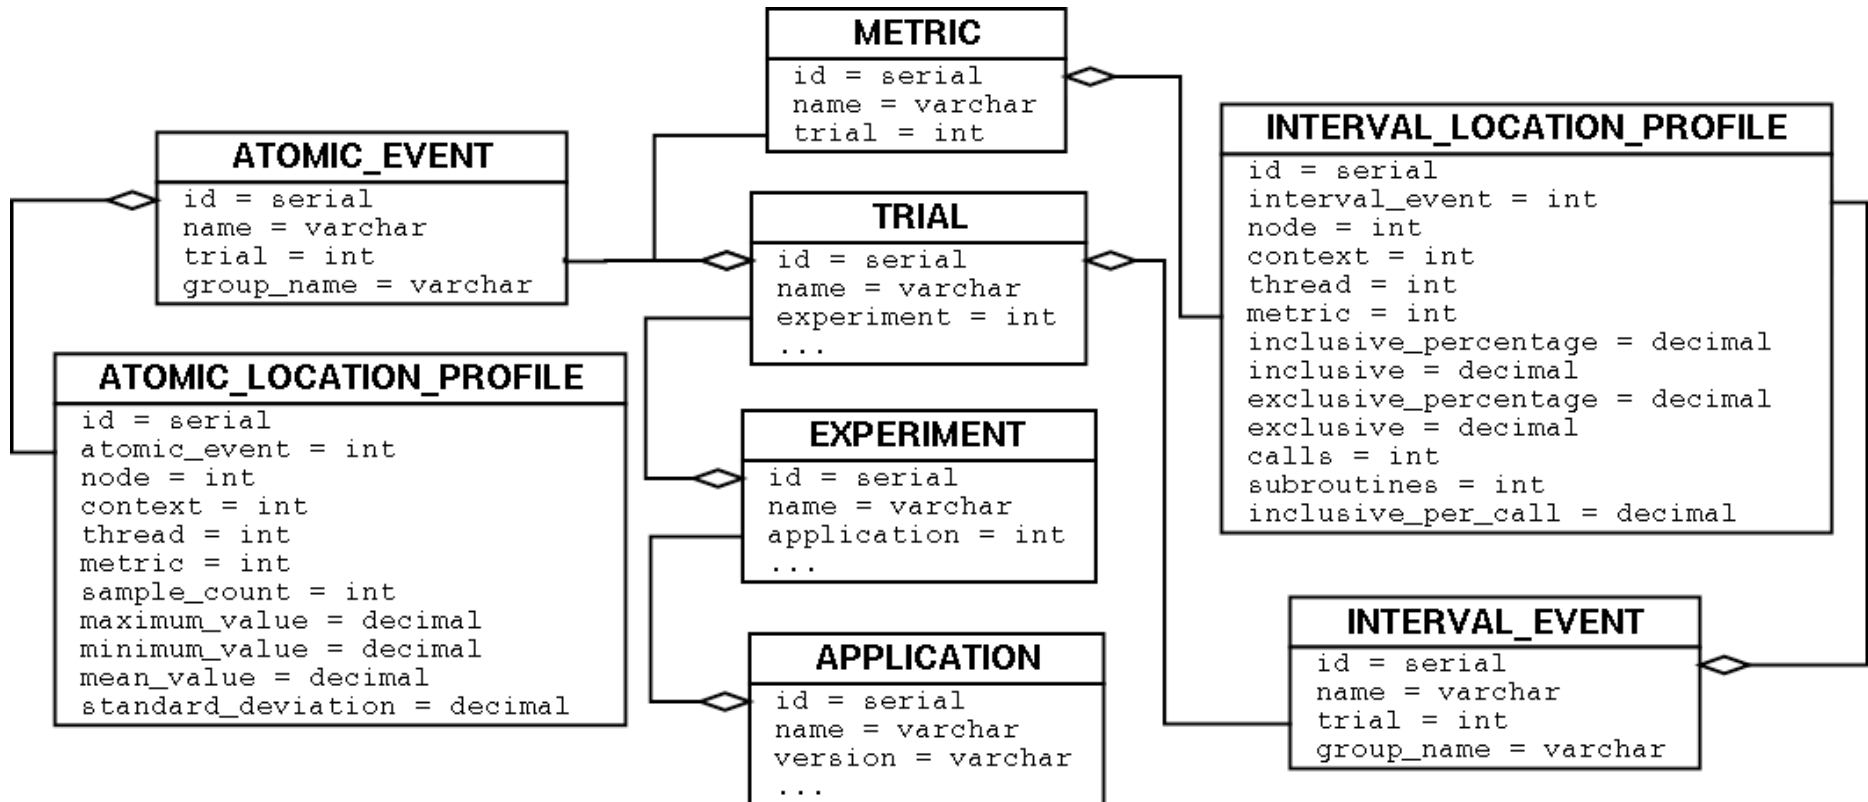 METRIC
id = serial
name = varchar
trial = int
ATOMIC_EVENT
id = serial
name = varchar
trial = int
group_name = varchar
TRIAL
id = serial
name = varchar
experiment = int
...
INTERVAL_LOCATION_PROFILE
id = serial
interval_event = int
node = int
context = int
thread = int
metric = int
inclusive_percentage = decimal
inclusive = decimal
exclusive_percentage = decimal
exclusive = decimal
calls = int
subroutines = int
inclusive_per_call = decimal
ATOMIC_LOCATION_PROFILE
id = serial
atomic_event = int
node = int
context = int
thread = int
metric = int
sample_count = int
maximum_value = decimal
minimum_value = decimal
mean_value = decimal
standard_deviation = decimal
EXPERIMENT
id = serial
name = varchar
application = int
...
APPLICATION
id = serial
name = varchar
version = varchar
...
INTERVAL_EVENT
id = serial
name = varchar
trial = int
group_name = varchar